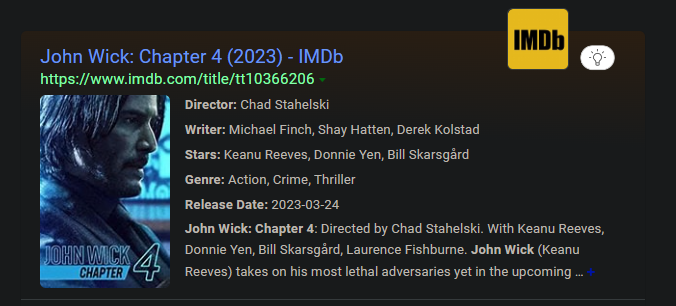 IMDb
John Wick: Chapter 4 (2023) - IMDb
https://www.imdb.com/title/tt10366206
Director: Chad Stahelski
Writer: Michael Finch, Shay Hatten, Derek Kolstad
Stars: Keanu Reeves, Donnie Yen, Bill Skarsgård
Genre: Action, Crime, Thriller
Release Date: 2023-03-24
John Wick: Chapter 4: Directed by Chad Stahelski. With Keanu Reeves,
Donnie Yen, Bill Skarsgård, Laurence Fishburne. John Wick (Keanu
Reeves) takes on his most lethal adversaries yet in the upcoming ...
JOHN WICK
CHAPTER 4